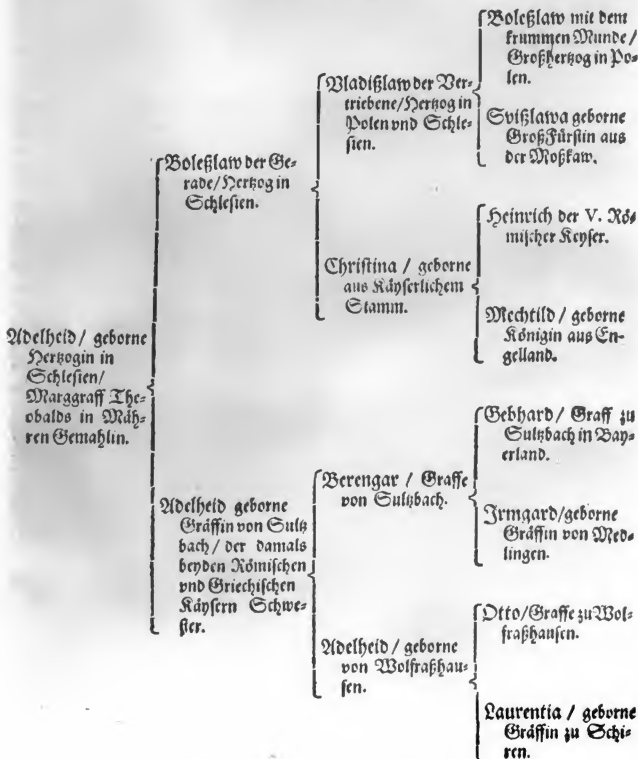 Adelheid / geborne
Hertzogin in
Schlesien/
Marggraff The⸗
obalds in Mäh⸗
ren Gemahlin.
Boleßlaw der Ge⸗
rade/Hertzog in
Schlesien.
Adelheid geborne
Gräffin von Sultz
bach/ der damals
beyden Römischen
vnd Griechischen
Käysern Schwe⸗
ster.
Vladißlaw der Ver⸗
triebene/Hertzog in
Polen vnd Schle⸗
sien.
Christina / geborne
aus Käyserlichem
Stamm.
Berengar / Graffe
von Sultzbach.
Adelheid / geborne
von Wolfraßhau⸗
sen.
Boleßlaw mit dem
krummen Munde/
Großhertzog in Po⸗
len.
Svißlawa geborne
GroßFürstin aus
der Moßkaw.
Heinrich der V. Rö⸗
mischer Keyser.
Mechtild / geborne
Königin aus En⸗
gelland.
Gebhard/ Graff zu
Sultzbach in Bay⸗
erland.
Irmgard/geborne
Gräffin von Med⸗
lingen.
Otto/Graffe zu Wol⸗
fraßhausen.
Laurentia / geborne
Gräffin zu Schi⸗
ren.